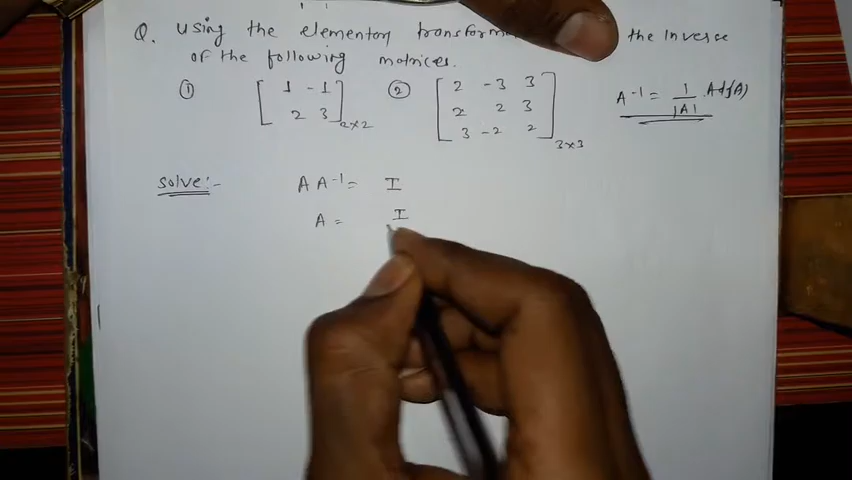 Q. Using the elementary the Inverse
of the following matrices.
① [ 1 -1 ② [ 2 -3 3 A⁻¹ = 1/|A| . Adj(A)
2 3 ]2×2 2 2 3
3 -2 2 ]3×3
Solve:- A A⁻¹ = I
A = I